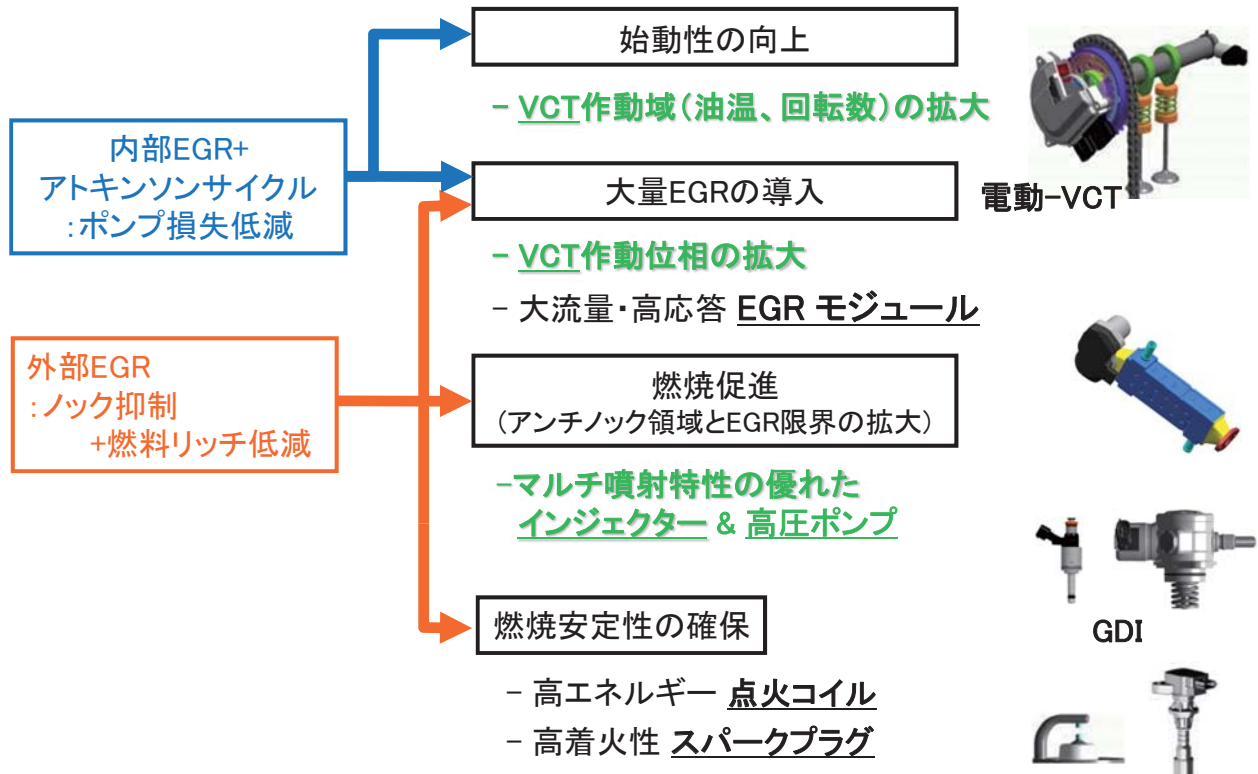 始動性の向上
- VCT作動域(油温、回転数)の拡大
内部EGR+
アトキンソンサイクル
:ポンプ損失低減
大量EGRの導入
電動-VCT
- VCT作動位相の拡大
- 大流量・高応答 EGR モジュール
外部EGR
:ノック抑制
+燃料リッチ低減
燃焼促進
(アンチノック領域とEGR限界の拡大)
-マルチ噴射特性の優れた
インジェクター & 高圧ポンプ
GDI
燃焼安定性の確保
- 高エネルギー 点火コイル
- 高着火性 スパークプラグ